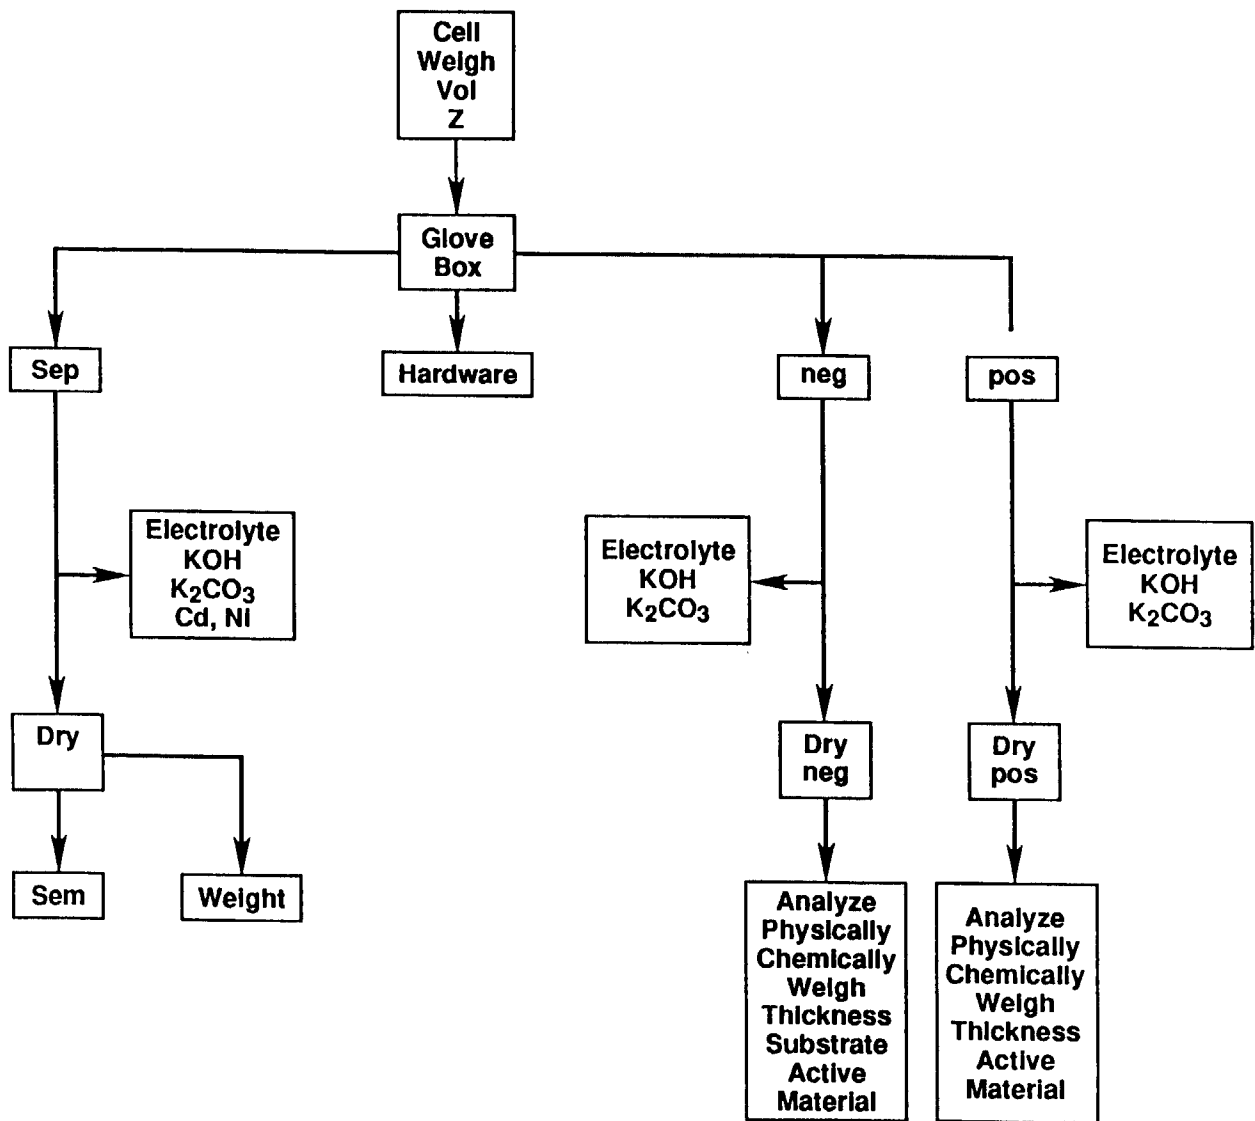 Cell
Weigh
Vol
Z
Glove
Box
Sep
Hardware
neg
pos
Electrolyte
KOH
K₂CO₃
Cd, Ni
Electrolyte
KOH
K₂CO₃
Electrolyte
KOH
K₂CO₃
Dry
Dry
neg
Dry
pos
Sem
Weight
Analyze
Physically
Chemically
Weigh
Thickness
Substrate
Active
Material
Analyze
Physically
Chemically
Weigh
Thickness
Active
Material